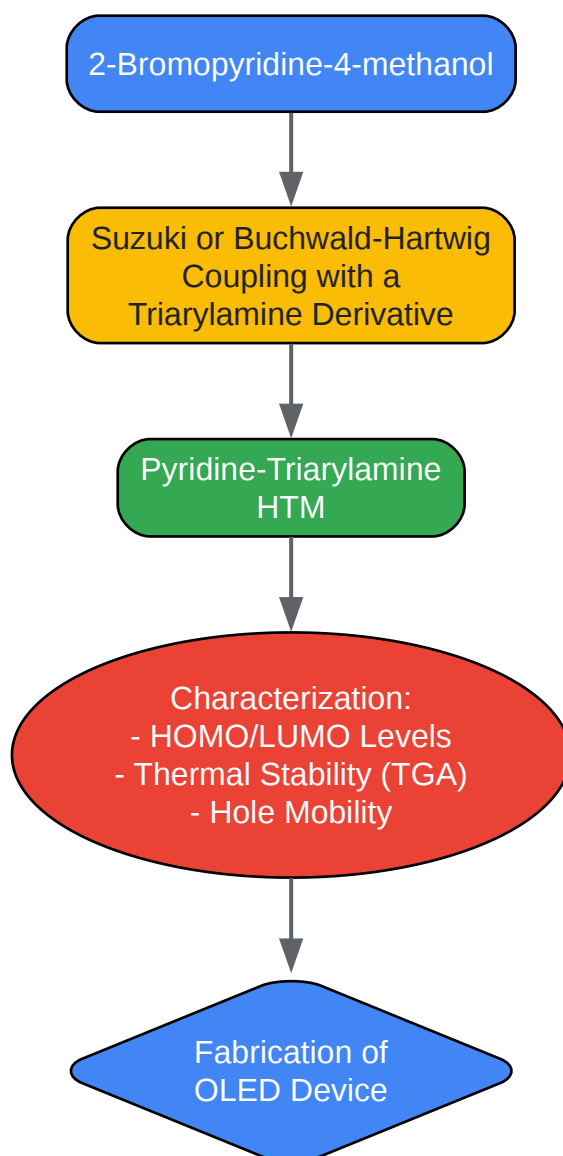 2-Bromopyridine-4-methanol
Suzuki or Buchwald-Hartwig
Coupling with a
Triarylamine Derivative
Pyridine-Triarylamine
HTM
Characterization:
- HOMO/LUMO Levels
- Thermal Stability (TGA)
- Hole Mobility
Fabrication of
OLED Device